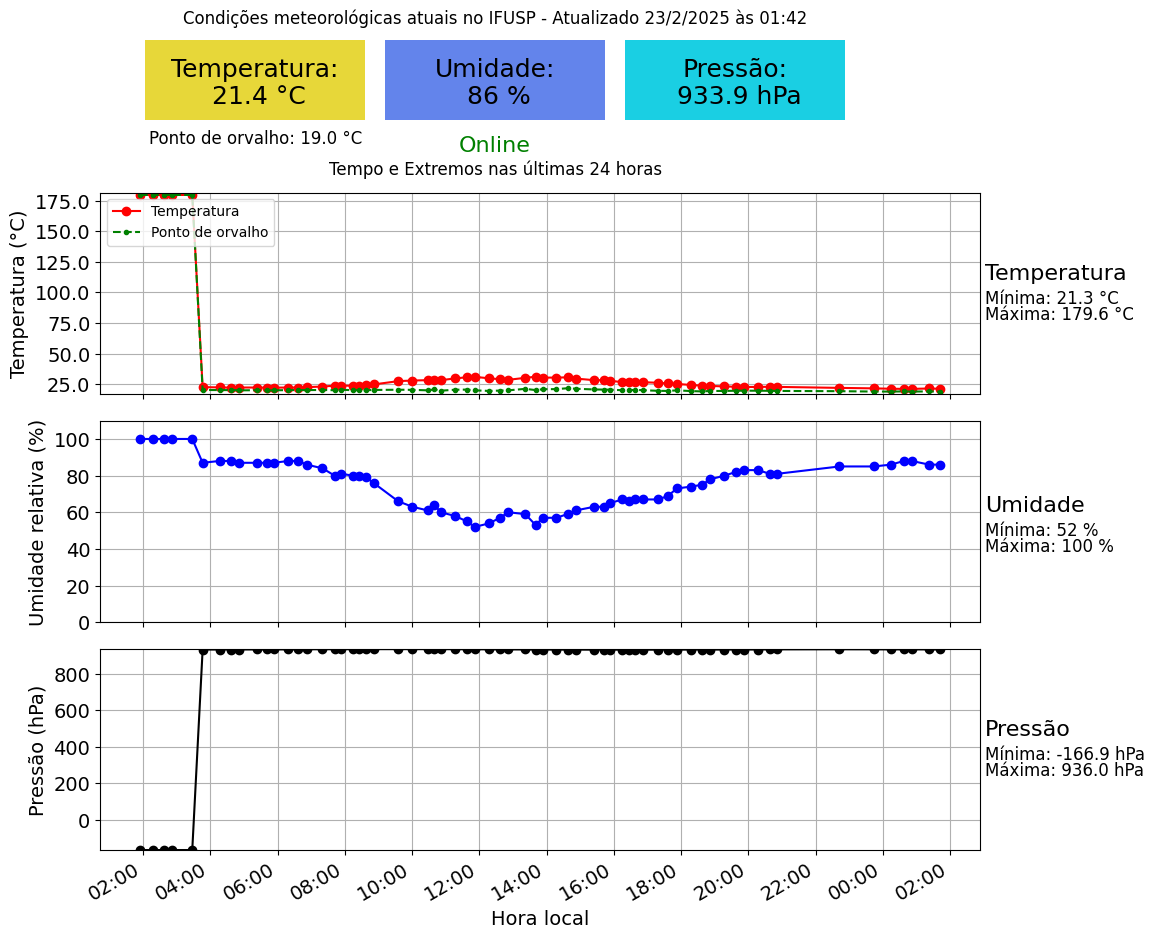 Condições meteorológicas atuais no IFUSP - Atualizado 23/2/2025 às 01:42
Temperatura:
21.4 °C
Umidade:
86 %
Pressão:
933.9 hPa
Ponto de orvalho: 19.0 °C
Online
Tempo e Extremos nas últimas 24 horas
Temperatura (°C)
175.0
150.0
125.0
100.0
75.0
50.0
25.0
Temperatura
Ponto de orvalho
Temperatura
Mínima: 21.3 °C
Máxima: 179.6 °C
Umidade relativa (%)
100
80
60
40
20
0
Umidade
Mínima: 52 %
Máxima: 100 %
Pressão (hPa)
800
600
400
200
0
Pressão
Mínima: -166.9 hPa
Máxima: 936.0 hPa
02:00 04:00 06:00 08:00 10:00 12:00 14:00 16:00 18:00 20:00 22:00 00:00 02:00
Hora local